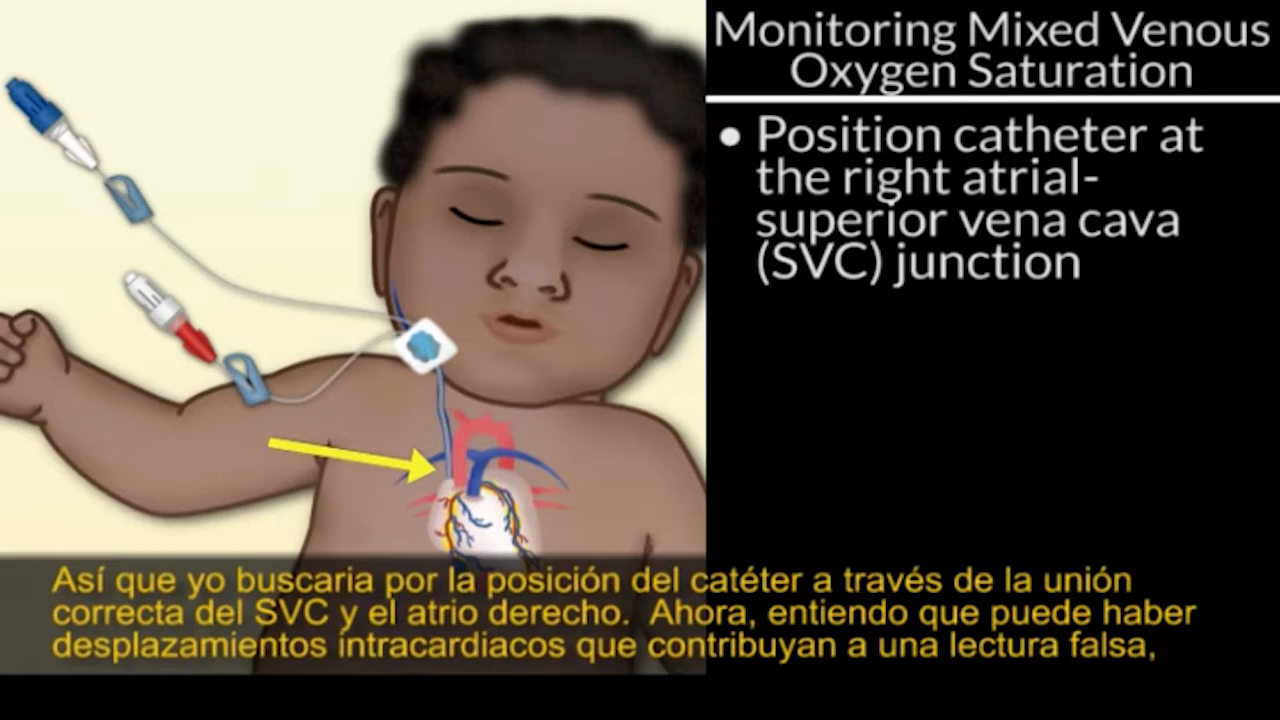 Monitoring Mixed Venous
Oxygen Saturation
• Position catheter at
the right atrial-
superior vena cava
(SVC) junction
Así que yo buscaria por la posición del catéter a través de la unión
correcta del SVC y el atrio derecho. Ahora, entiendo que puede haber
desplazamientos intracardiacos que contribuyan a una lectura falsa,